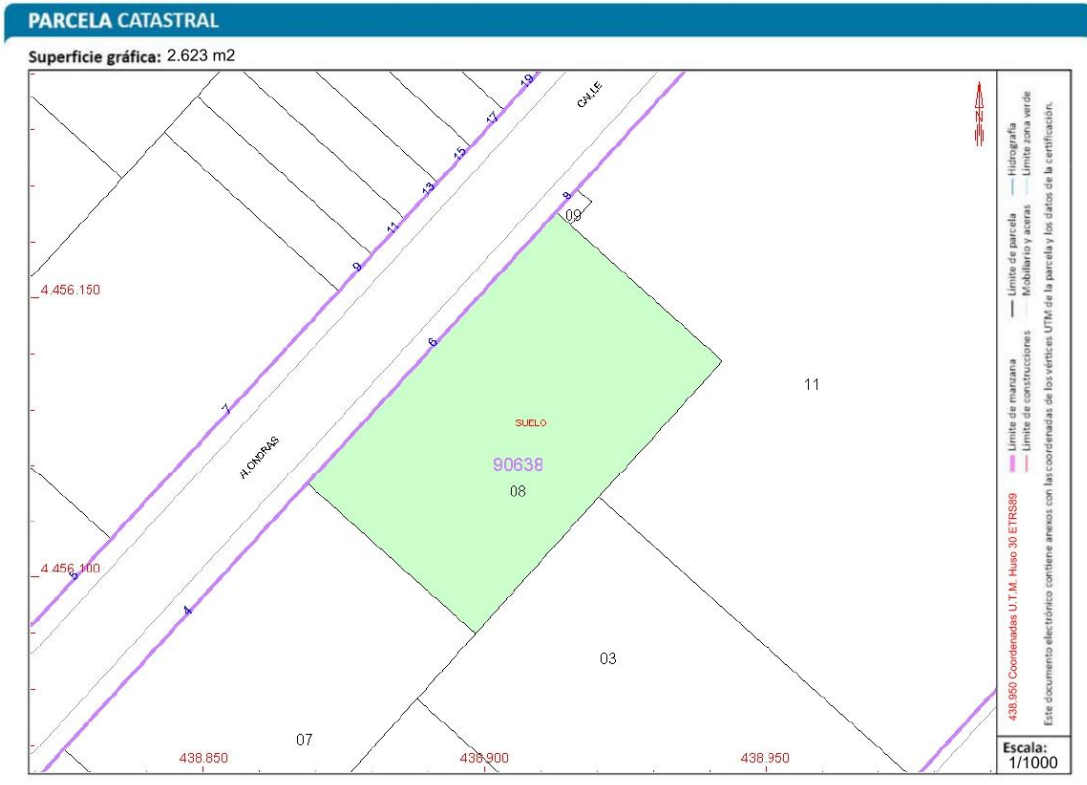 PARCELA CATASTRAL
Superficie gráfica: 2.623 m2
19
CALLE
17
15
13
11
9
8
09
N
4.456.150
6
7
11
SUELO
90638
08
ALONDRAS
4.456.100
5
4
03
07
438.850
438.900
438.950
438.950 Coordenadas U.T.M. Huso 30 ETRS89
Límite de manzana
Límite de parcela
Hidrografía
Límite de construcciones
Mobiliario y aceras
Límite zona verde
Este documento electrónico contiene anexos con las coordenadas de los vértices UTM de la parcela y los datos de la certificación.
Escala:
1/1000